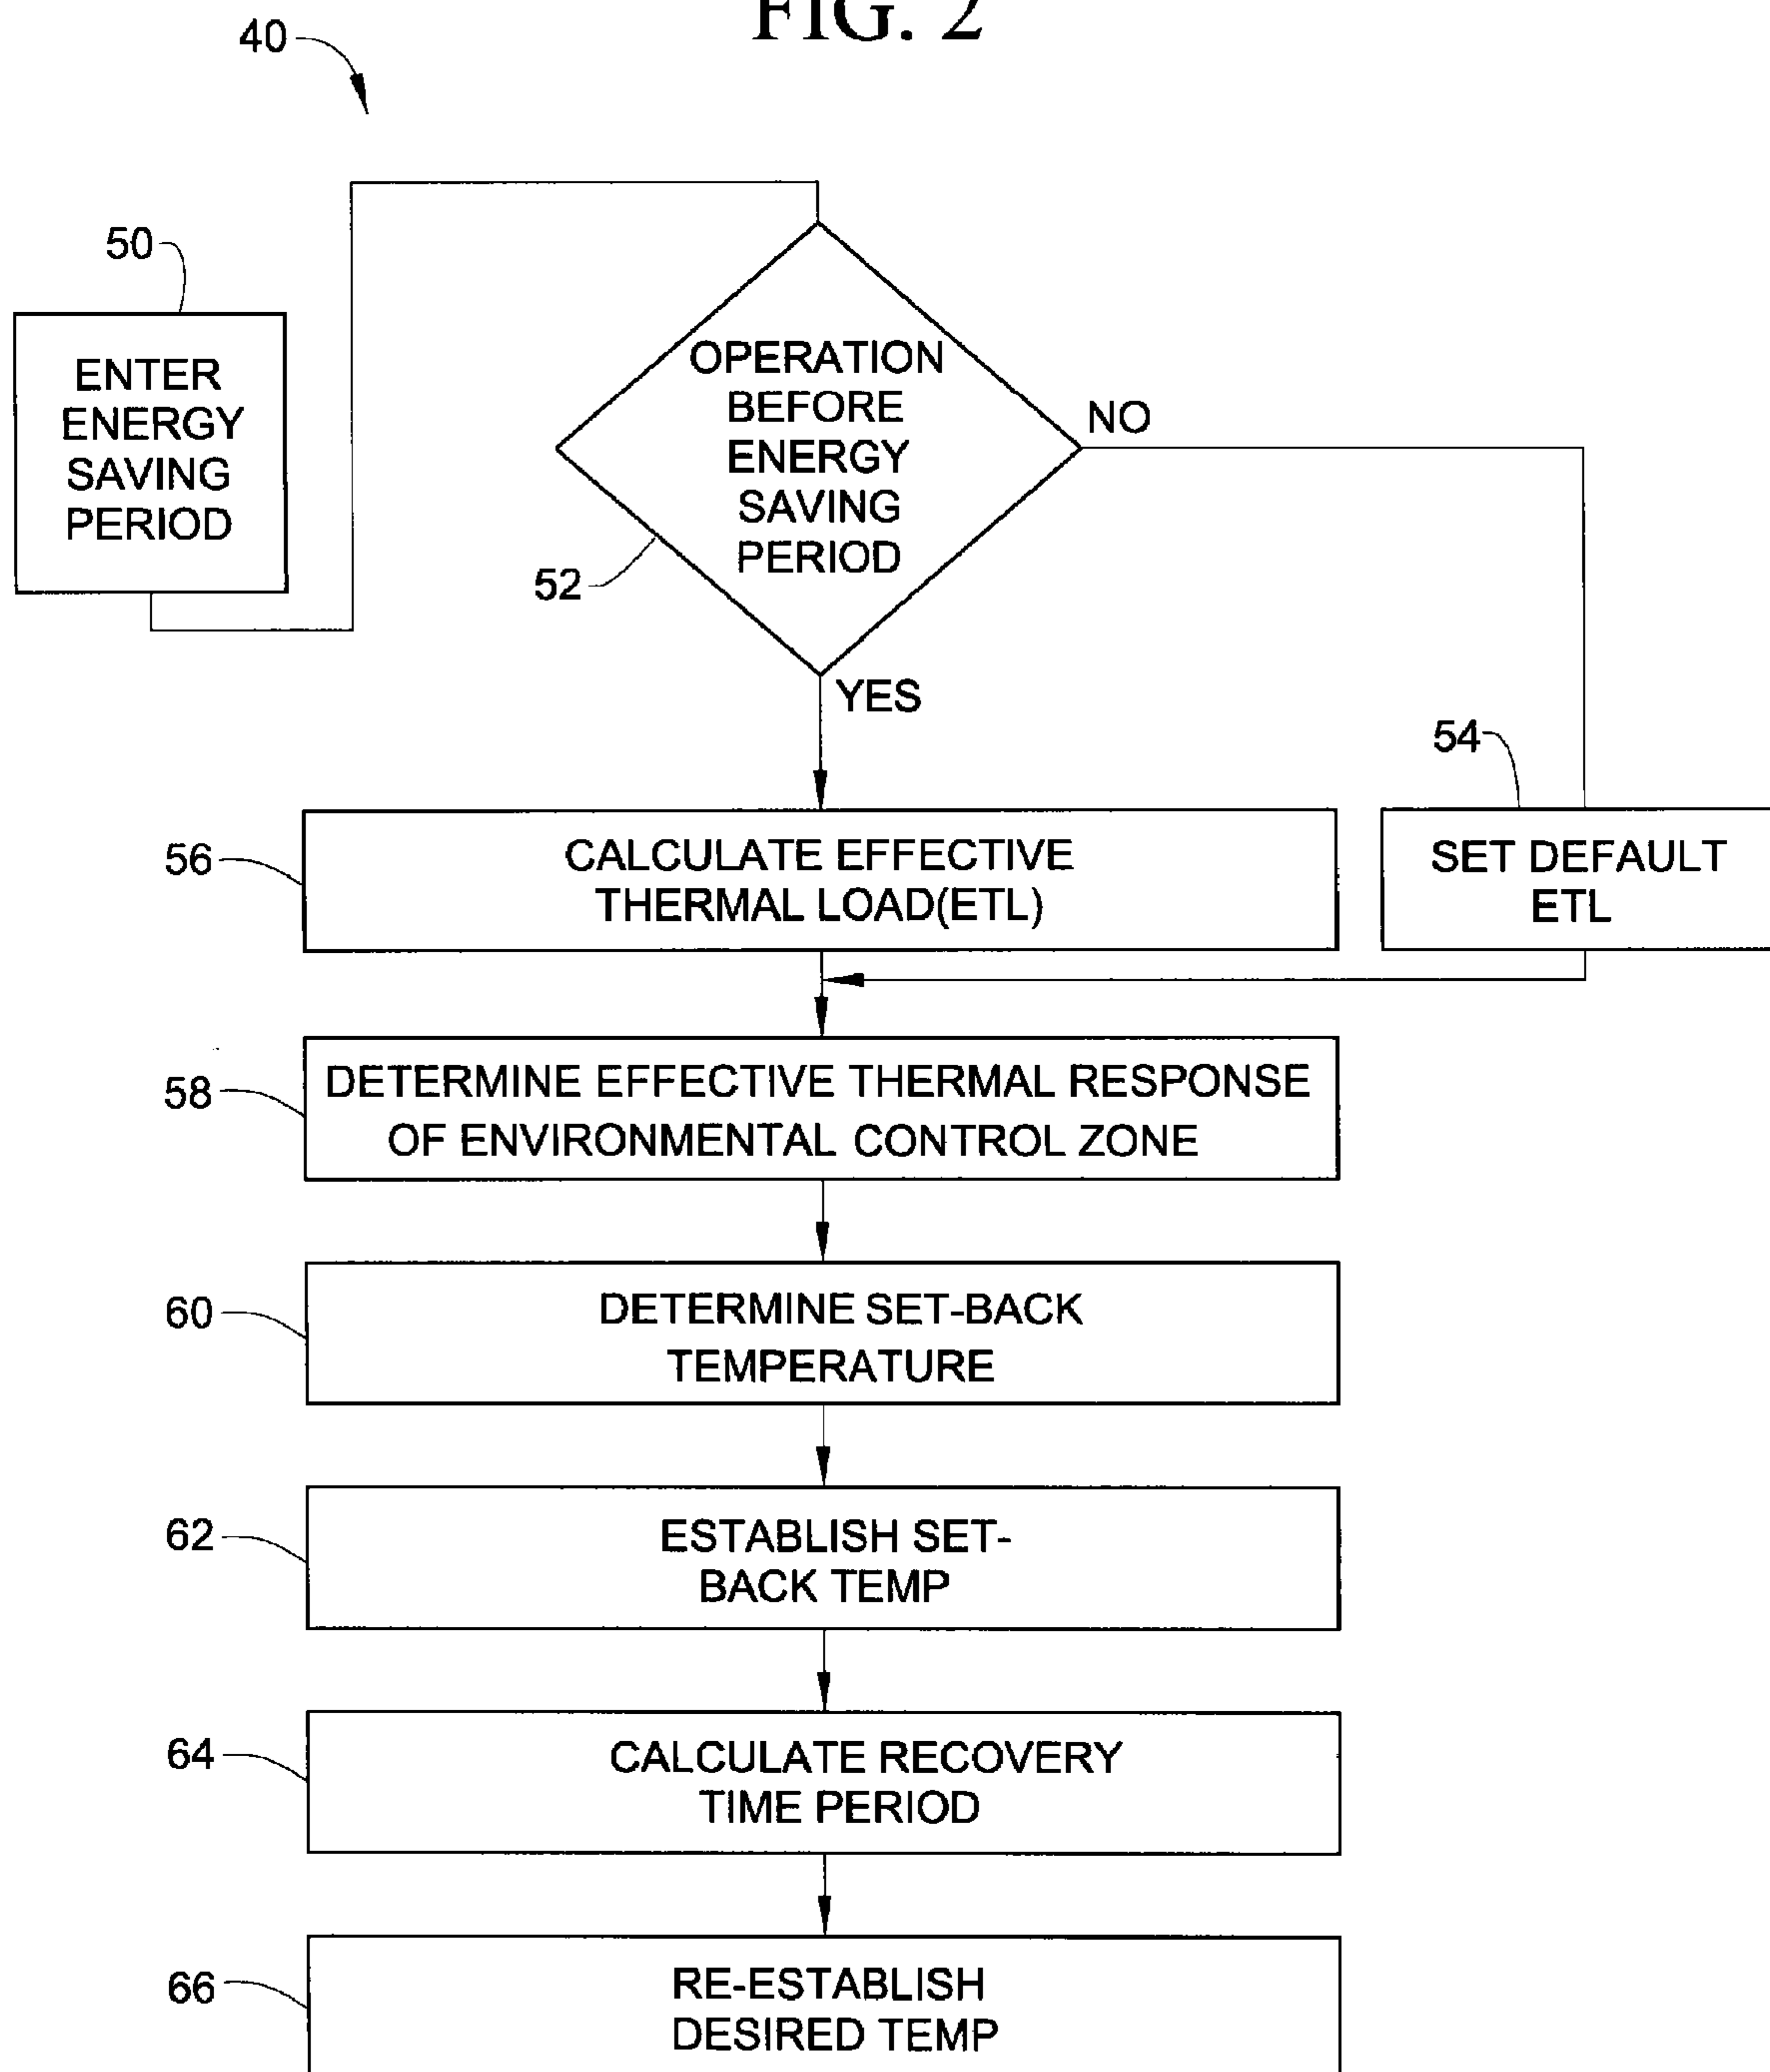 FIG. 2
40
50
ENTER
ENERGY
SAVING
PERIOD
OPERATION
BEFORE
ENERGY
SAVING
PERIOD
NO
52
YES
54
56
CALCULATE EFFECTIVE
THERMAL LOAD(ETL)
SET DEFAULT
ETL
58
DETERMINE EFFECTIVE THERMAL RESPONSE
OF ENVIRONMENTAL CONTROL ZONE
60
DETERMINE SET-BACK
TEMPERATURE
62
ESTABLISH SET-
BACK TEMP
64
CALCULATE RECOVERY
TIME PERIOD
66
RE-ESTABLISH
DESIRED TEMP